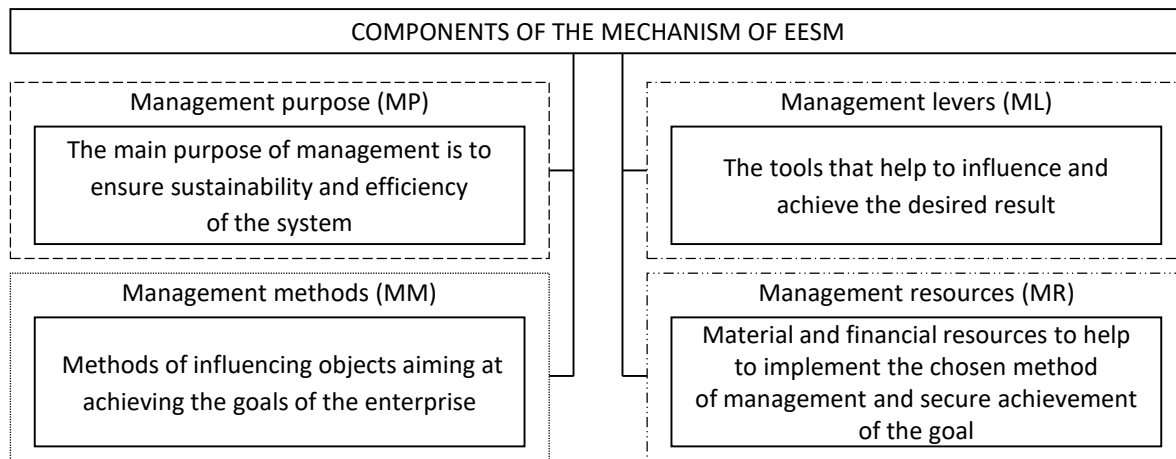 COMPONENTS OF THE MECHANISM OF EESM
Management purpose (MP)
The main purpose of management is to
ensure sustainability and efficiency
of the system
Management levers (ML)
The tools that help to influence and
achieve the desired result
Management methods (MM)
Methods of influencing objects aiming at
achieving the goals of the enterprise
Management resources (MR)
Material and financial resources to help
to implement the chosen method
of management and secure achievement
of the goal